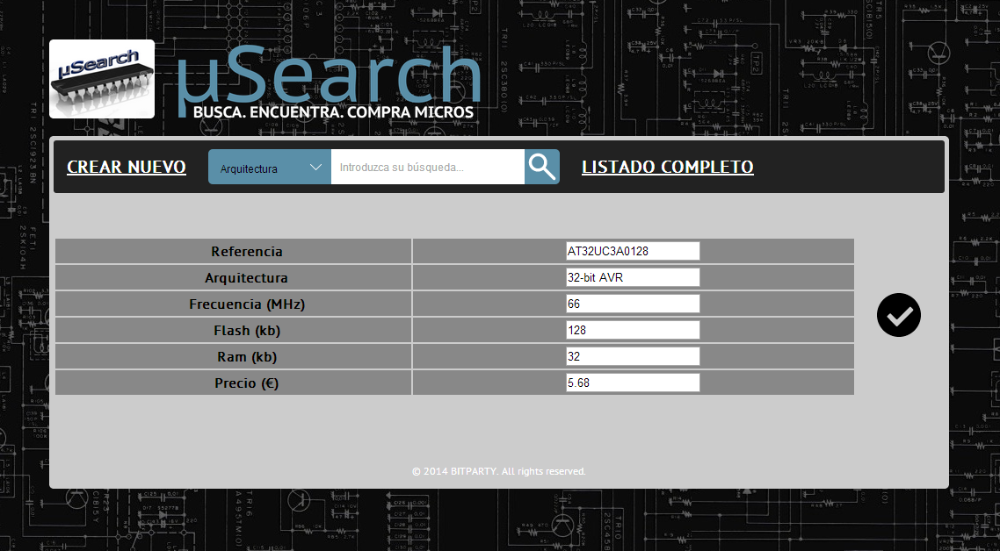 µSearch
µSearch
BUSCA. ENCUENTRA. COMPRA MICROS
CREAR NUEVO
Arquitectura
Introduzca su búsqueda...
LISTADO COMPLETO
Referencia AT32UC3A0128
Arquitectura 32-bit AVR
Frecuencia (MHz) 66
Flash (kb) 128
Ram (kb) 32
Precio (€) 5.68
© 2014 BITPARTY. All rights reserved.